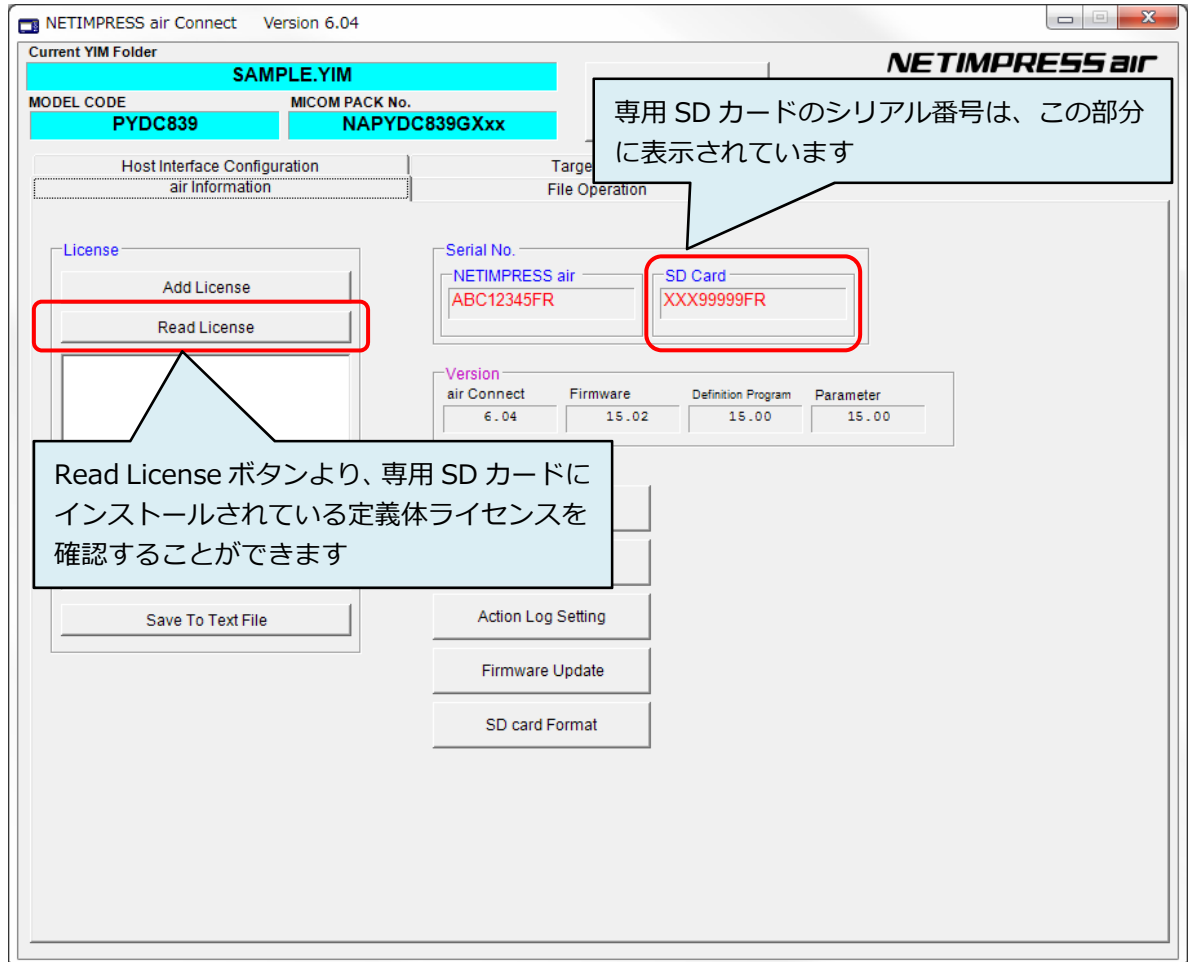 NETIMPRESS air Connect Version 6.04
Current YIM Folder
SAMPLE.YIM
NETIMPRESS air
MODEL CODE
MICOM PACK No.
PYDC839
NAPYDC839GXxx
専用 SD カードのシリアル番号は、この部分
に表示されています
Host Interface Configuration
air Information
File Operation
License
Add License
Read License
Serial No.
NETIMPRESS air
ABC12345FR
SD Card
XXX99999FR
Version
air Connect
Firmware
Definition Program
Parameter
6.04
15.02
15.00
15.00
Read License ボタンより、専用 SD カードに
インストールされている定義体ライセンスを
確認することができます
Save To Text File
Action Log Setting
Firmware Update
SD card Format